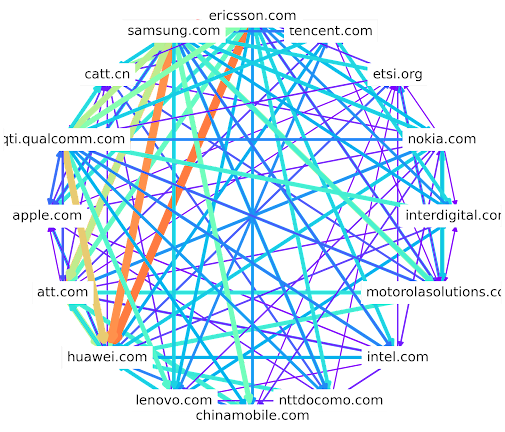 ericsson.com
samsung.com
tencent.com
catt.cn
etsi.org
qti.qualcomm.com
nokia.com
apple.com
interdigital.com
att.com
motorolasolutions.co
huawei.com
intel.com
lenovo.com
nttdocomo.com
chinamobile.com